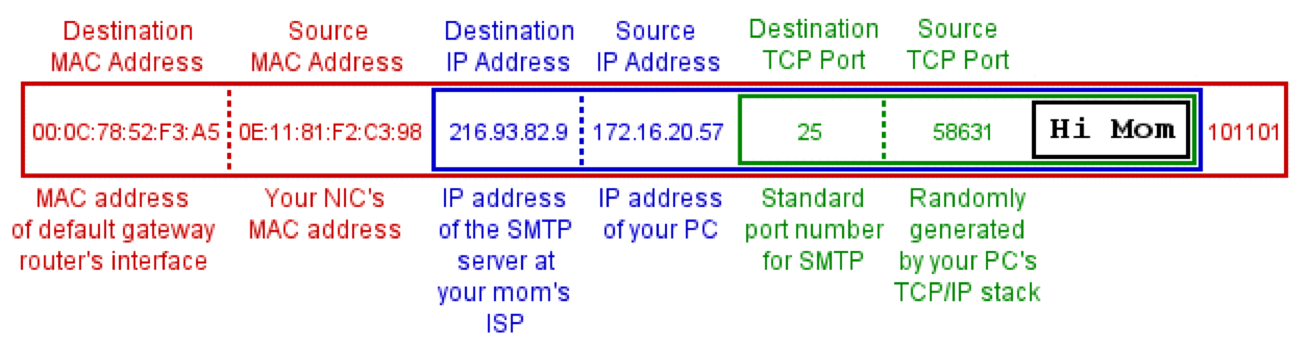 Destination MAC Address
Source MAC Address
Destination IP Address
Source IP Address
Destination TCP Port
Source TCP Port
00:0C:78:52:F3:A5 0E:11:81:F2:C3:98 216.93.82.9 172.16.20.57 25 58631 Hi Mom 101101
MAC address
of default gateway
router's interface
Your NIC's
MAC address
IP address
of the SMTP
server at
your mom's
ISP
IP address
of your PC
Standard
port number
for SMTP
Randomly
generated
by your PC's
TCP/IP stack